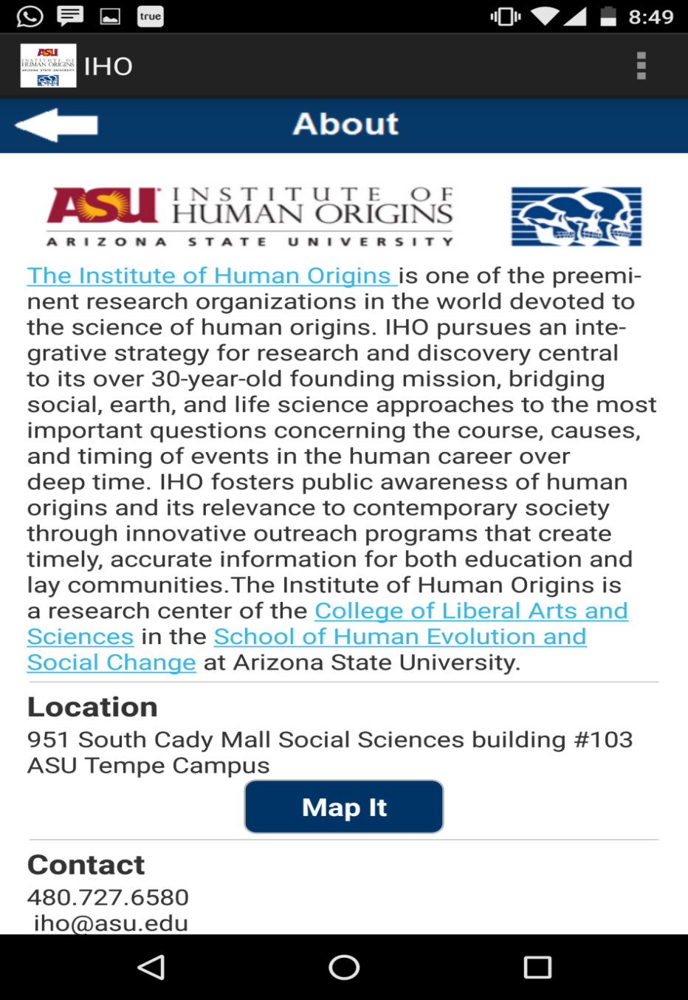 true
8:49
ASU
INSTITUTE OF
HUMAN ORIGINS
ARIZONA STATE UNIVERSITY
IHO
About
ASU INSTITUTE OF
HUMAN ORIGINS
ARIZONA STATE UNIVERSITY
The Institute of Human Origins is one of the preemi-
nent research organizations in the world devoted to
the science of human origins. IHO pursues an inte-
grative strategy for research and discovery central
to its over 30-year-old founding mission, bridging
social, earth, and life science approaches to the most
important questions concerning the course, causes,
and timing of events in the human career over
deep time. IHO fosters public awareness of human
origins and its relevance to contemporary society
through innovative outreach programs that create
timely, accurate information for both education and
lay communities.The Institute of Human Origins is
a research center of the College of Liberal Arts and
Sciences in the School of Human Evolution and
Social Change at Arizona State University.
Location
951 South Cady Mall Social Sciences building #103
ASU Tempe Campus
Map It
Contact
480.727.6580
iho@asu.edu